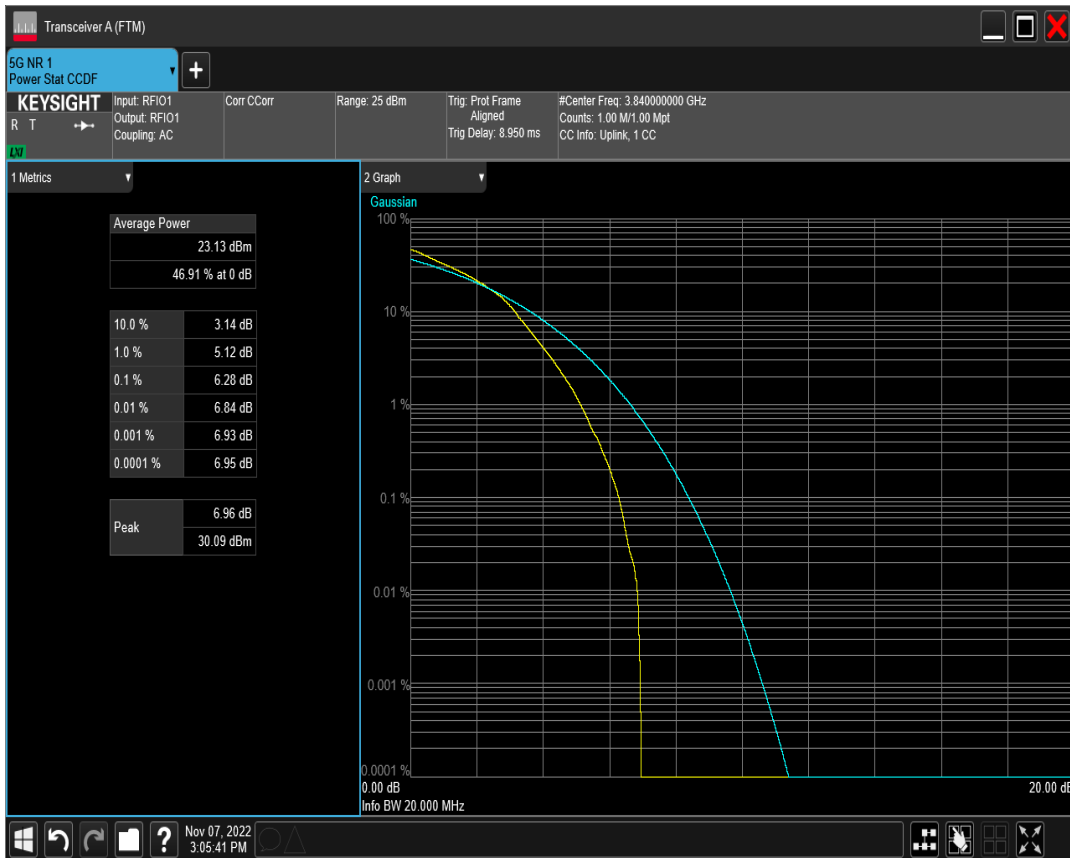 Transceiver A (FTM)
5G NR 1
Power Stat CCDF
+
KEYSIGHT
R T
LXI
Input: RFIO1
Output: RFIO1
Coupling: AC
Corr CCorr
Range: 25 dBm
Trig: Prot Frame
Aligned
Trig Delay: 8.950 ms
#Center Freq: 3.840000000 GHz
Counts: 1.00 M/1.00 Mpt
CC Info: Uplink, 1 CC
1 Metrics
Average Power
23.13 dBm
46.91 % at 0 dB
10.0 % 3.14 dB
1.0 % 5.12 dB
0.1 % 6.28 dB
0.01 % 6.84 dB
0.001 % 6.93 dB
0.0001 % 6.95 dB
Peak
6.96 dB
30.09 dBm
2 Graph
Gaussian
100 %
10 %
1 %
0.1 %
0.01 %
0.001 %
0.0001 %
0.00 dB
20.00 dB
Info BW 20.000 MHz
?
Nov 07, 2022
3:05:41 PM